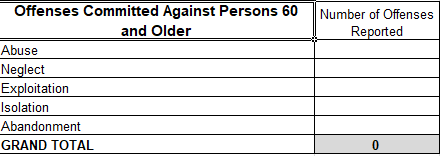 Offenses Committed Against Persons 60
and Older
Number of Offenses
Reported
Abuse
Neglect
Exploitation
Isolation
Abandonment
GRAND TOTAL 0